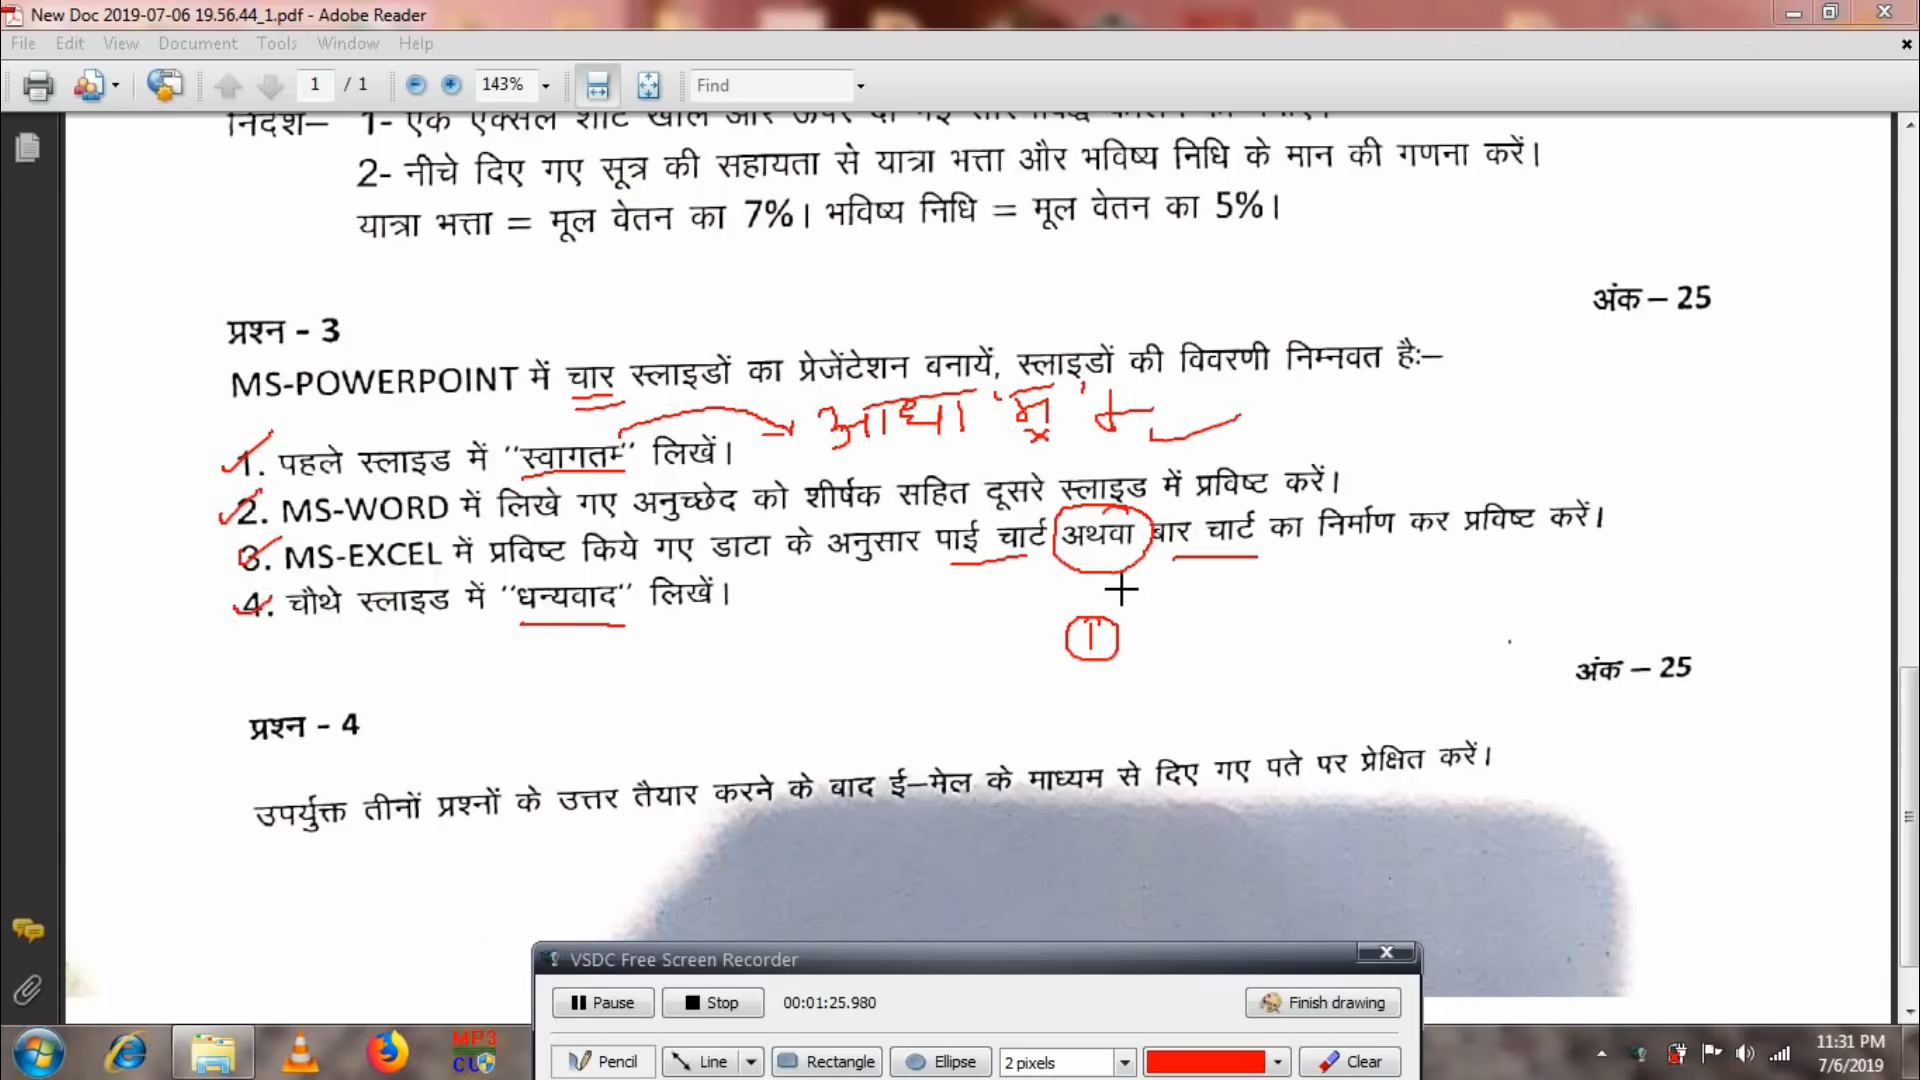 New Doc 2019-07-06 19.56.44_1.pdf - Adobe Reader
File Edit View Document Tools Window Help
1 / 1 143% Find
2- नीचे दिए गए सूत्र की सहायता से यात्रा भत्ता और भविष्य निधि के मान की गणना करें।
यात्रा भत्ता = मूल वेतन का 7%। भविष्य निधि = मूल वेतन का 5%।
अंक – 25
प्रश्न - 3
MS-POWERPOINT में चार स्लाइडों का प्रेजेंटेशन बनायें, स्लाइडों की विवरणी निम्नवत है:–
आधा म
1. पहले स्लाइड में "स्वागतम" लिखें।
2. MS-WORD में लिखे गए अनुच्छेद को शीर्षक सहित दूसरे स्लाइड में प्रविष्ट करें।
3. MS-EXCEL में प्रविष्ट किये गए डाटा के अनुसार पाई चार्ट अथवा बार चार्ट का निर्माण कर प्रविष्ट करें।
4. चौथे स्लाइड में "धन्यवाद" लिखें।
1
अंक – 25
प्रश्न - 4
उपर्युक्त तीनों प्रश्नों के उत्तर तैयार करने के बाद ई–मेल के माध्यम से दिए गए पते पर प्रेक्षित करें।
VSDC Free Screen Recorder
Pause Stop 00:01:25.980 Finish drawing
Pencil Line Rectangle Ellipse 2 pixels Clear
MP3 CU
11:31 PM
7/6/2019